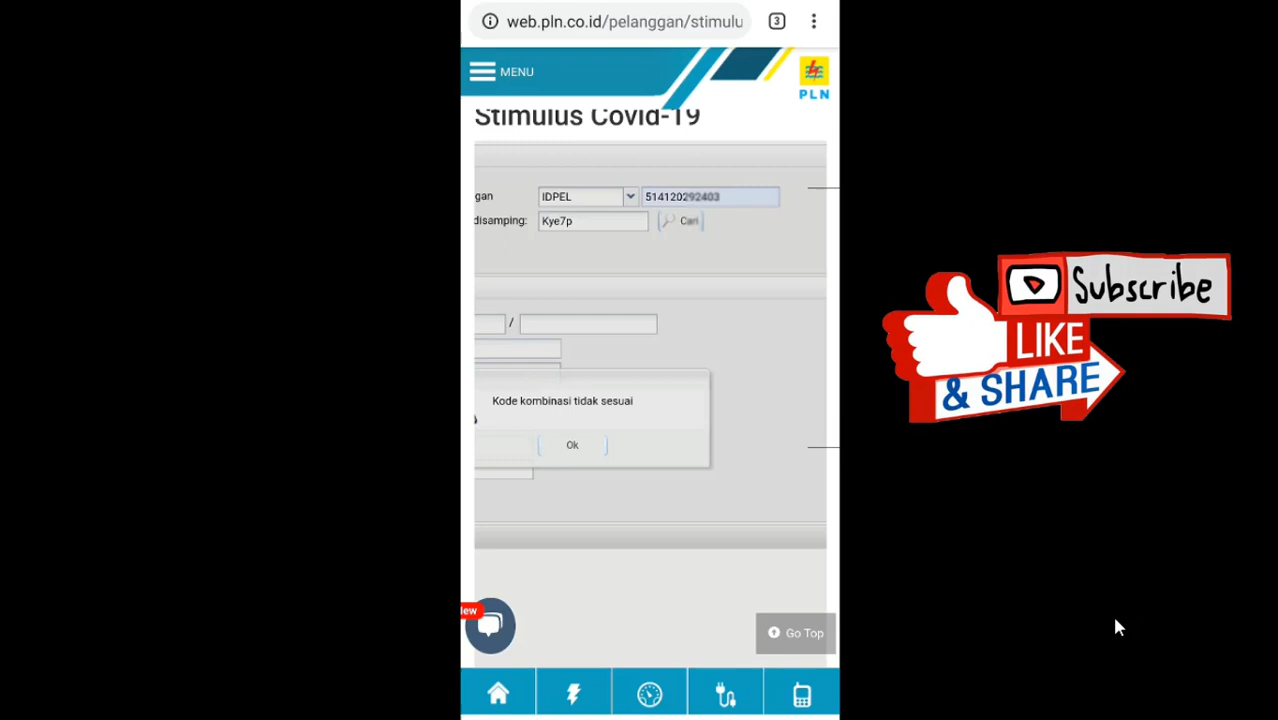 web.pln.co.id/pelanggan/stimulu
3
MENU
PLN
Stimulus Covid-19
gan
IDPEL
514120292403
disamping:
Kye7p
Cari
/
Kode kombinasi tidak sesuai
Ok
New
Go Top
Subscribe
LIKE
& SHARE